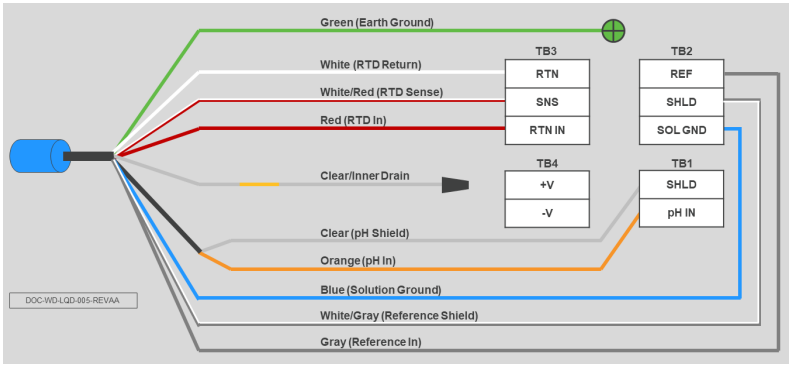 Green (Earth Ground)
TB3
TB2
White (RTD Return)
RTN
REF
White/Red (RTD Sense)
SNS
SHLD
Red (RTD In)
RTN IN
SOL GND
TB4
TB1
Clear/Inner Drain
+V
SHLD
-V
pH IN
Clear (pH Shield)
Orange (pH In)
Blue (Solution Ground)
DOC-WD-LQD-005-REVAA
White/Gray (Reference Shield)
Gray (Reference In)